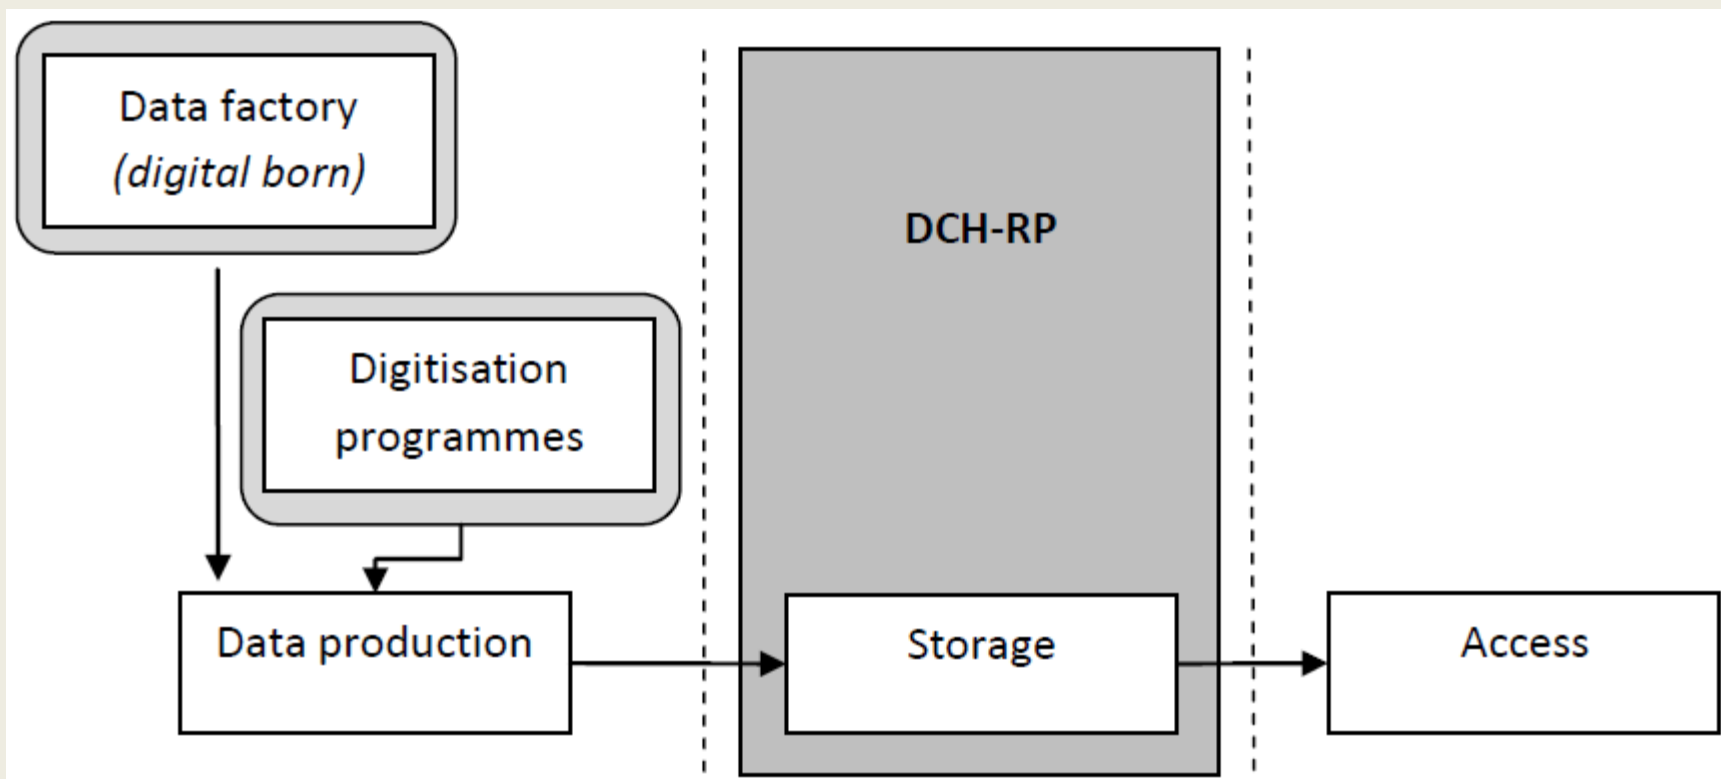 Data factory
(digital born)
DCH-RP
Digitisation
programmes
Data production
Storage
Access